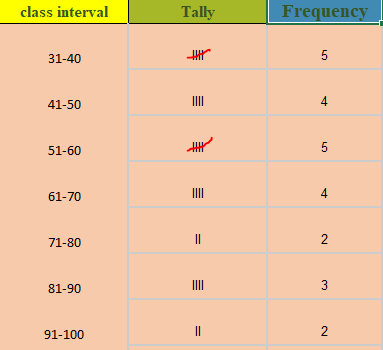 class interval Tally Frequency
31-40 IIII 5
41-50 IIII 4
51-60 IIII 5
61-70 IIII 4
71-80 II 2
81-90 IIII 3
91-100 II 2